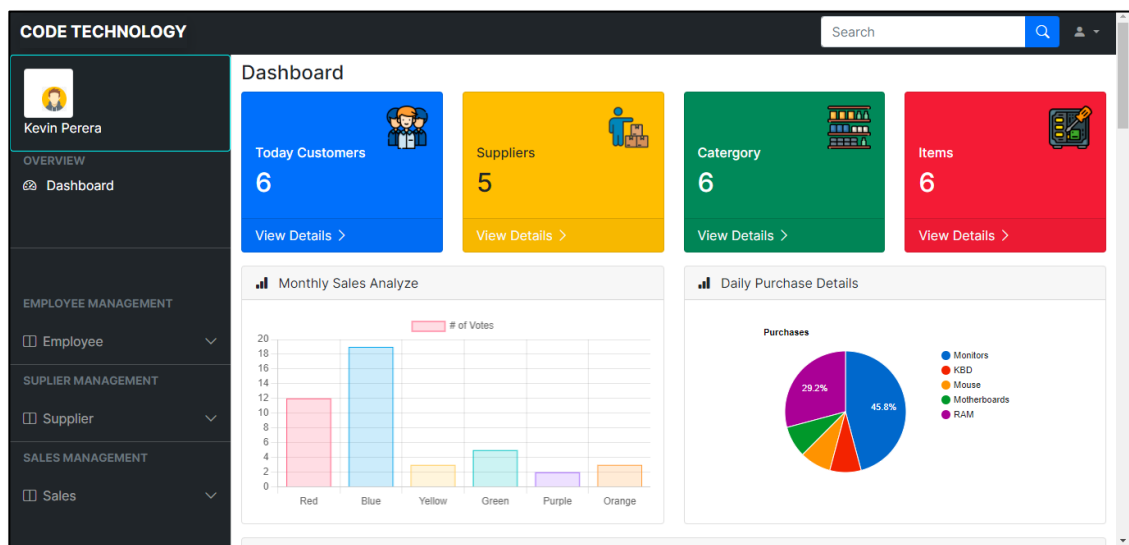 CODE TECHNOLOGY
Search
Kevin Perera
OVERVIEW
Dashboard
EMPLOYEE MANAGEMENT
Employee
SUPLIER MANAGEMENT
Supplier
SALES MANAGEMENT
Sales
Dashboard
Today Customers
6
View Details
Suppliers
5
View Details
Catergory
6
View Details
Items
6
View Details
Monthly Sales Analyze
# of Votes
20
18
16
14
12
10
8
6
4
2
0
Red Blue Yellow Green Purple Orange
Daily Purchase Details
Purchases
29.2%
45.8%
Monitors
KBD
Mouse
Motherboards
RAM